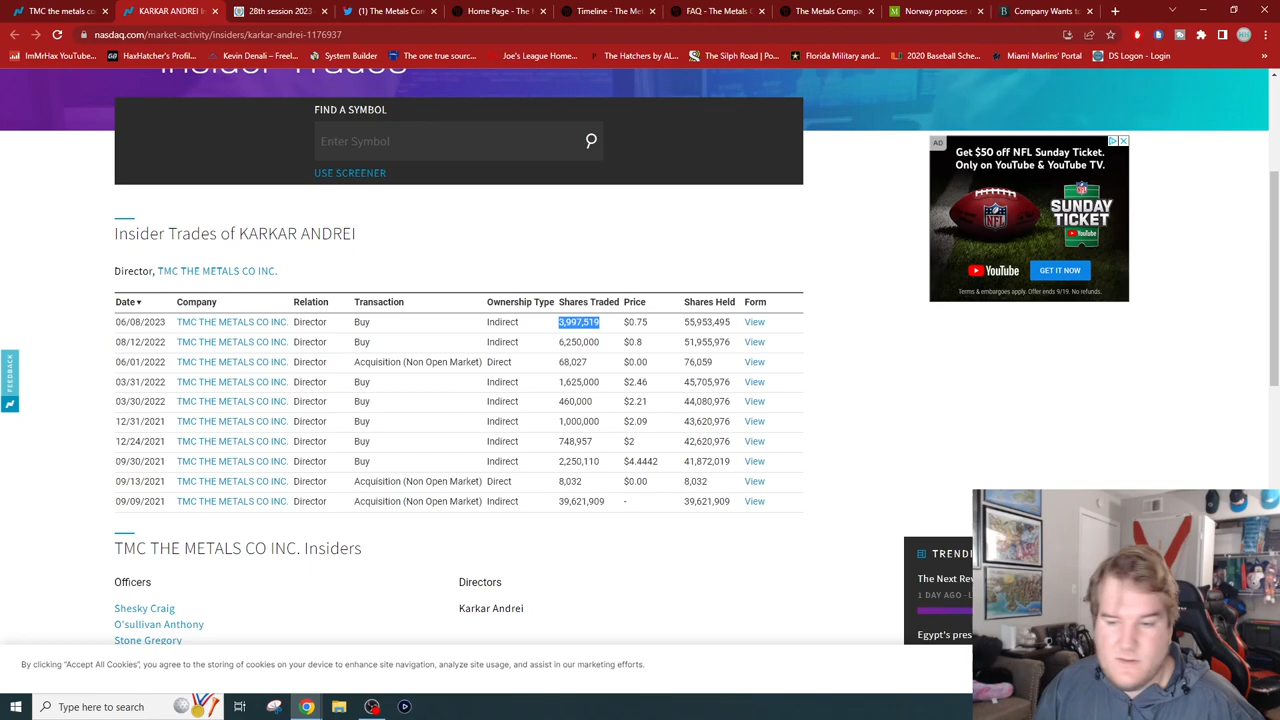 TMC the metals co
KARKAR ANDREI In
28th session 2023
(1) The Metals Con
Home Page - The
Timeline - The Met
FAQ - The Metals C
The Metals Compa
Norway proposes
Company Wants to
nasdaq.com/market-activity/insiders/karkar-andrei-1176937
ImMrHax YouTube...
HaxHatcher's Profil...
Kevin Denali – Freel...
System Builder
The one true sourc...
Joe's League Home...
The Hatchers by AL...
The Silph Road | Po...
Florida Military and...
2020 Baseball Sche...
Miami Marlins' Portal
DS Logon - Login
Insider Trades
FIND A SYMBOL
Enter Symbol
USE SCREENER
AD
Get $50 off NFL Sunday Ticket.
Only on YouTube & YouTube TV.
SUNDAY
TICKET
YouTube
YouTube GET IT NOW
Terms & embargoes apply. Offer ends 9/19. No refunds.
Insider Trades of KARKAR ANDREI
Director, TMC THE METALS CO INC.
Date Company Relation Transaction Ownership Type Shares Traded Price Shares Held Form
06/08/2023 TMC THE METALS CO INC. Director Buy Indirect 3,997,519 $0.75 55,953,495 View
08/12/2022 TMC THE METALS CO INC. Director Buy Indirect 6,250,000 $0.8 51,955,976 View
06/01/2022 TMC THE METALS CO INC. Director Acquisition (Non Open Market) Direct 68,027 $0.00 76,059 View
03/31/2022 TMC THE METALS CO INC. Director Buy Indirect 1,625,000 $2.46 45,705,976 View
03/30/2022 TMC THE METALS CO INC. Director Buy Indirect 460,000 $2.21 44,080,976 View
12/31/2021 TMC THE METALS CO INC. Director Buy Indirect 1,000,000 $2.09 43,620,976 View
12/24/2021 TMC THE METALS CO INC. Director Buy Indirect 748,957 $2 42,620,976 View
09/30/2021 TMC THE METALS CO INC. Director Buy Indirect 2,250,110 $4.4442 41,872,019 View
09/13/2021 TMC THE METALS CO INC. Director Acquisition (Non Open Market) Direct 8,032 $0.00 8,032 View
09/09/2021 TMC THE METALS CO INC. Director Acquisition (Non Open Market) Indirect 39,621,909 - 39,621,909 View
FEEDBACK
TMC THE METALS CO INC. Insiders
Officers
Directors
Shesky Craig
Karkar Andrei
O'sullivan Anthony
Stone Gregory
TRENDI
The Next Rev
1 DAY AGO
Egypt's pres
By clicking “Accept All Cookies”, you agree to the storing of cookies on your device to enhance site navigation, analyze site usage, and assist in our marketing efforts.
Type here to search